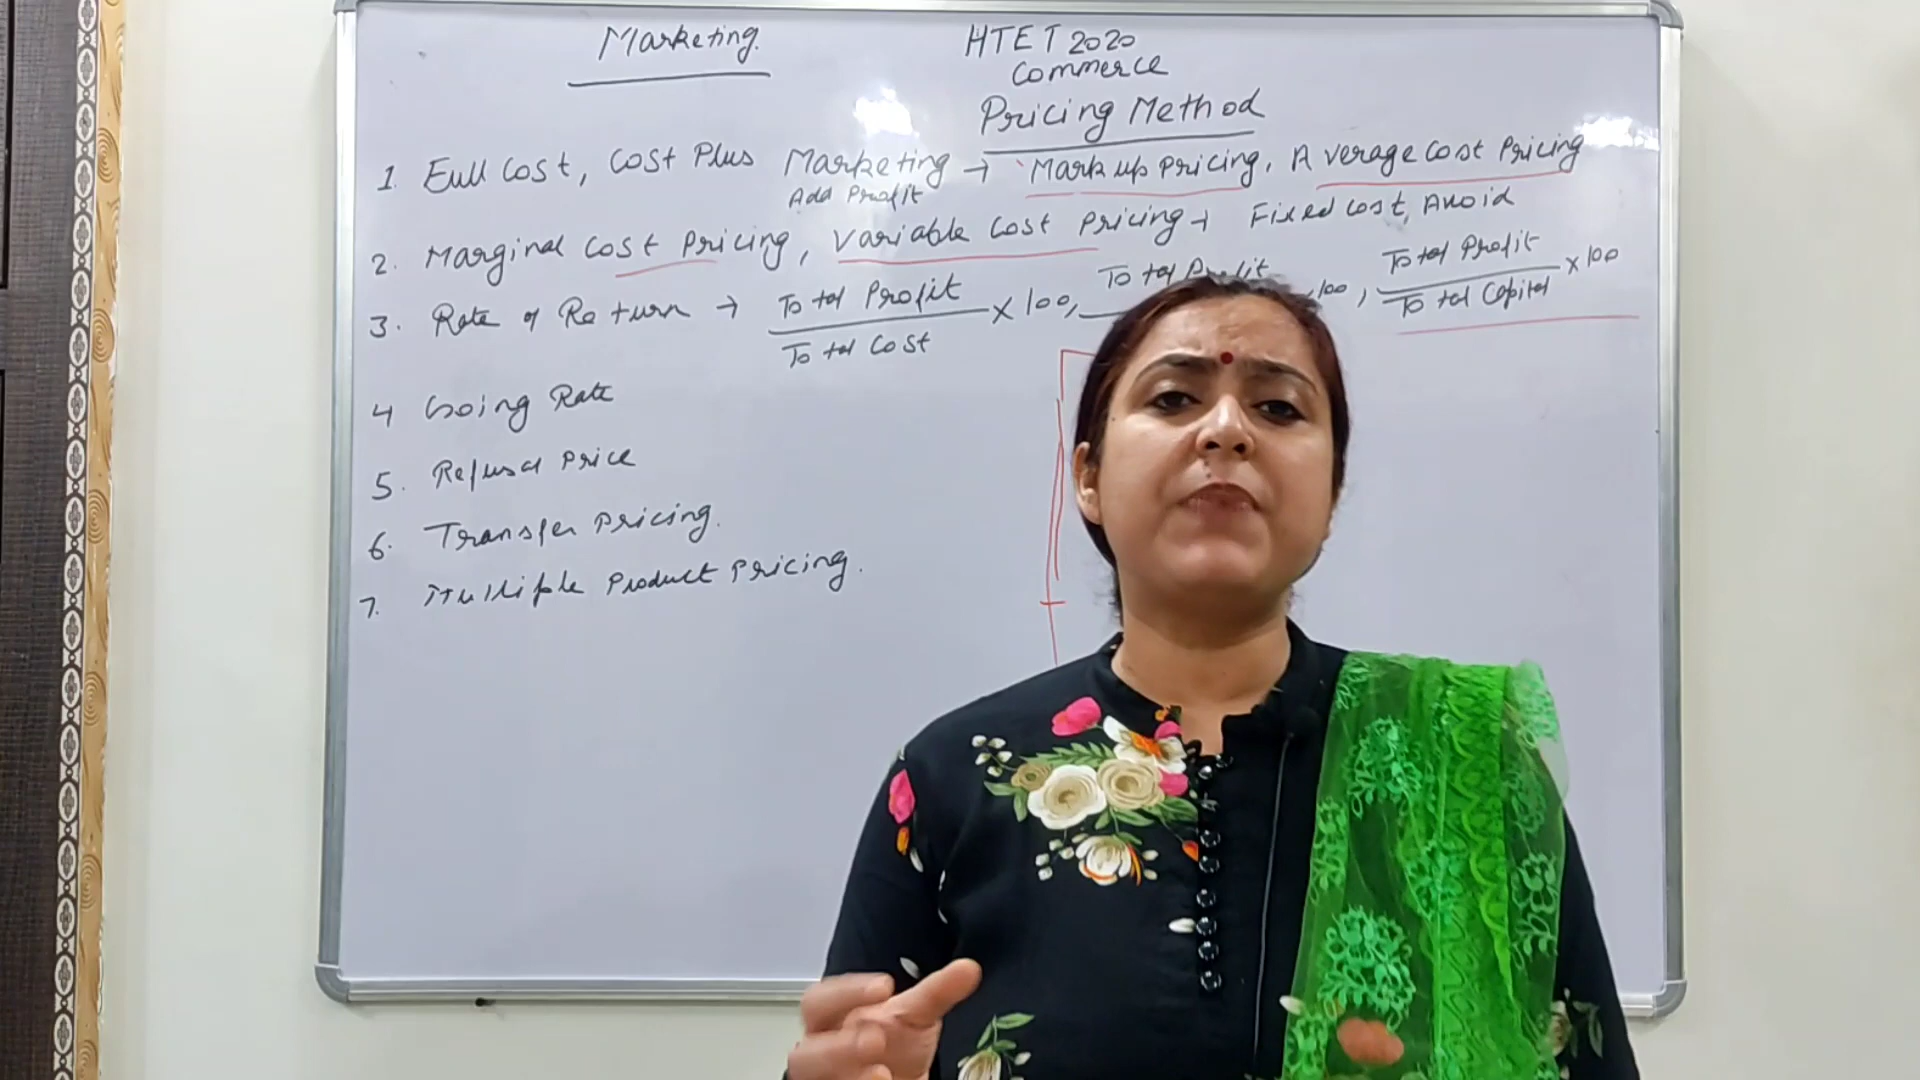 Marketing.
HTET 2020
Commerce
Pricing Method
1. Full Cost, Cost Plus Marketing → Mark up Pricing, Average Cost Pricing
Add Profit
2. Marginal Cost Pricing, Variable Cost Pricing → Fixed Cost, Avoid
3. Rate of Return → Total Profit / Total Cost × 100, Total Profit 100, Total Profit / Total Capital × 100
4 Going Rate
5. Refusal Price
6. Transfer Pricing.
7. Multiple Product Pricing.